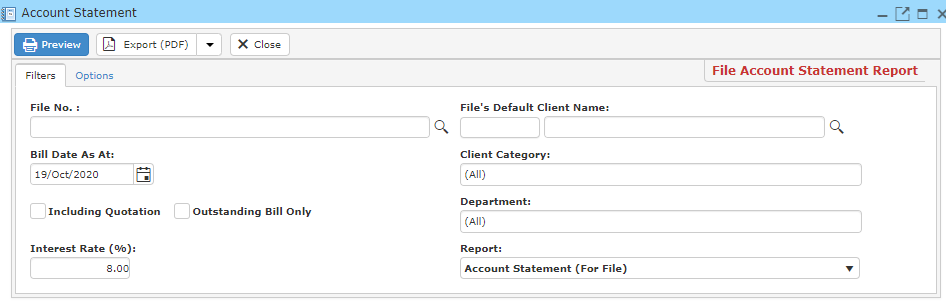 Account Statement
Preview Export (PDF) Close
Filters Options File Account Statement Report
File No. : File's Default Client Name:
Bill Date As At: Client Category:
19/Oct/2020 (All)
Department:
Including Quotation Outstanding Bill Only (All)
Interest Rate (%): Report:
8.00 Account Statement (For File)